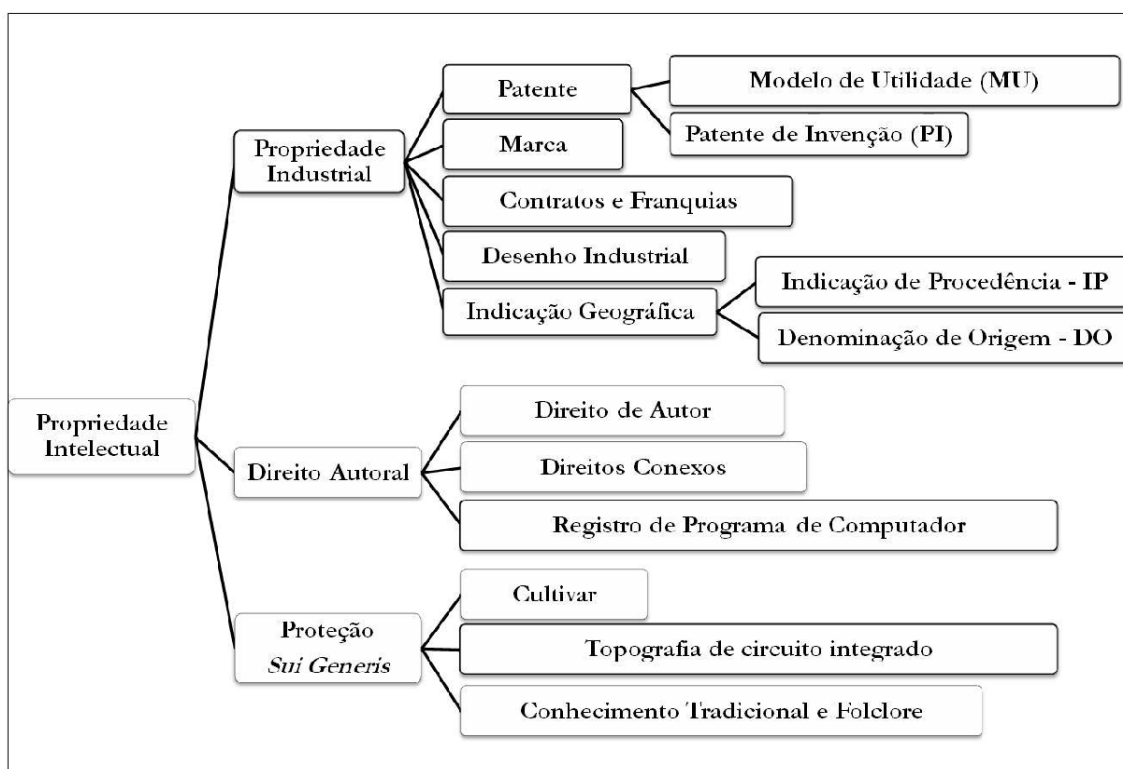 Propriedade
Intelectual
Propriedade
Industrial
Patente
Modelo de Utilidade (MU)
Patente de Invenção (PI)
Marca
Contratos e Franquias
Desenho Industrial
Indicação Geográfica
Indicação de Procedência - IP
Denominação de Origem - DO
Direito Autoral
Direito de Autor
Direitos Conexos
Registro de Programa de Computador
Proteção
Sui Generis
Cultivar
Topografia de circuito integrado
Conhecimento Tradicional e Folclore